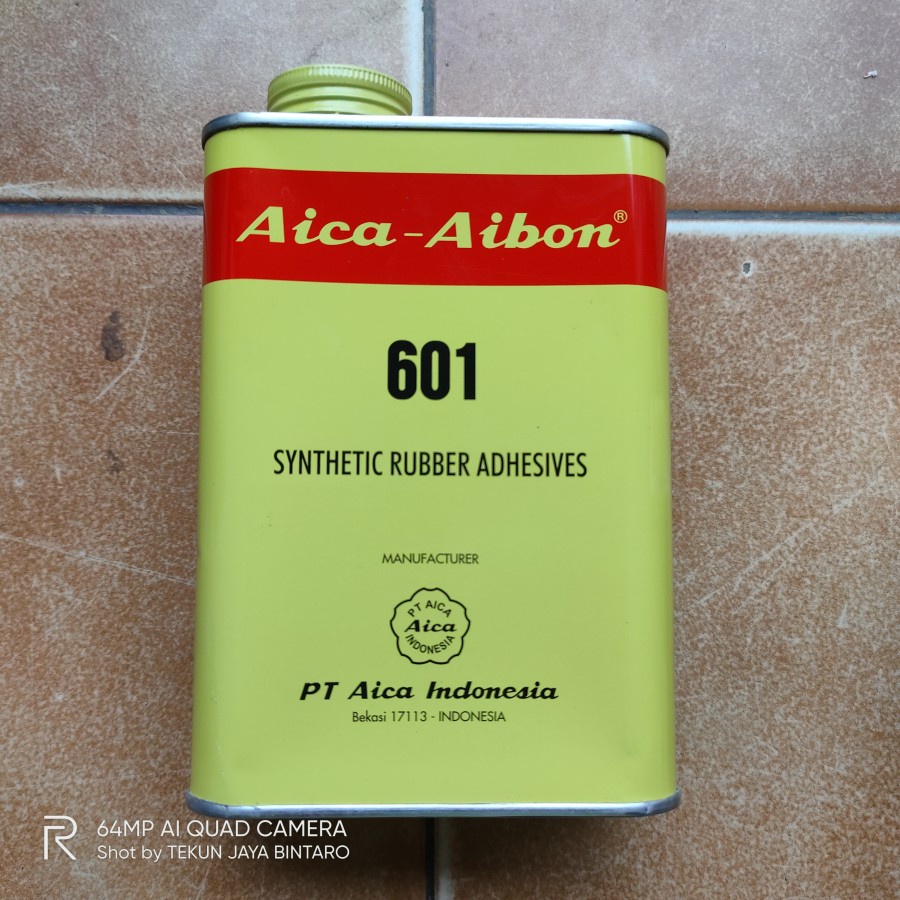 Aica-Aibon®
601
SYNTHETIC RUBBER ADHESIVES
MANUFACTURER
PT AICA
Aica
INDONESIA
PT Aica Indonesia
Bekasi 17113 - INDONESIA
R
64MP AI QUAD CAMERA
Shot by TEKUN JAYA BINTARO